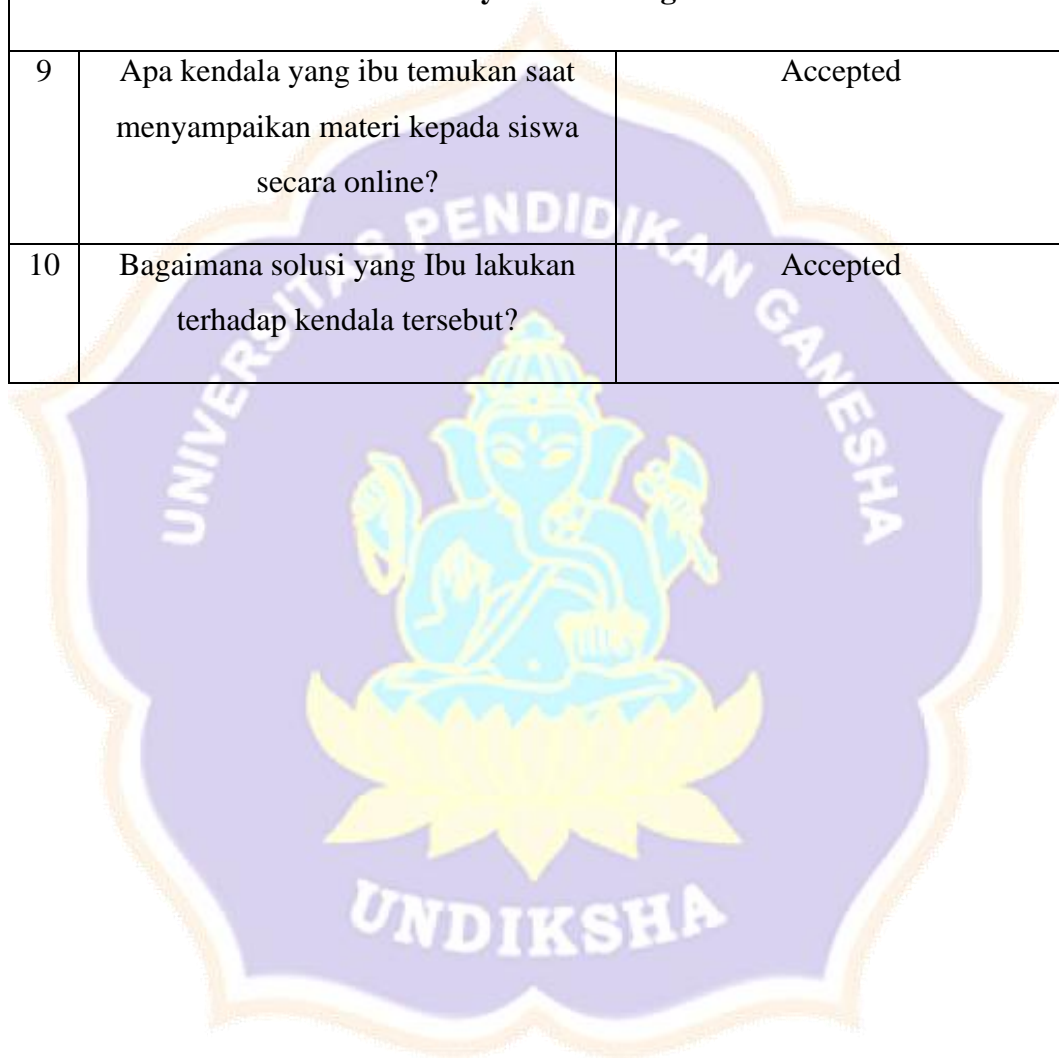 9 Apa kendala yang ibu temukan saat Accepted
menyampaikan materi kepada siswa
secara online?
10 Bagaimana solusi yang Ibu lakukan Accepted
terhadap kendala tersebut?
UNIVERSITAS PENDIDIKAN GANESHA
UNDIKSHA